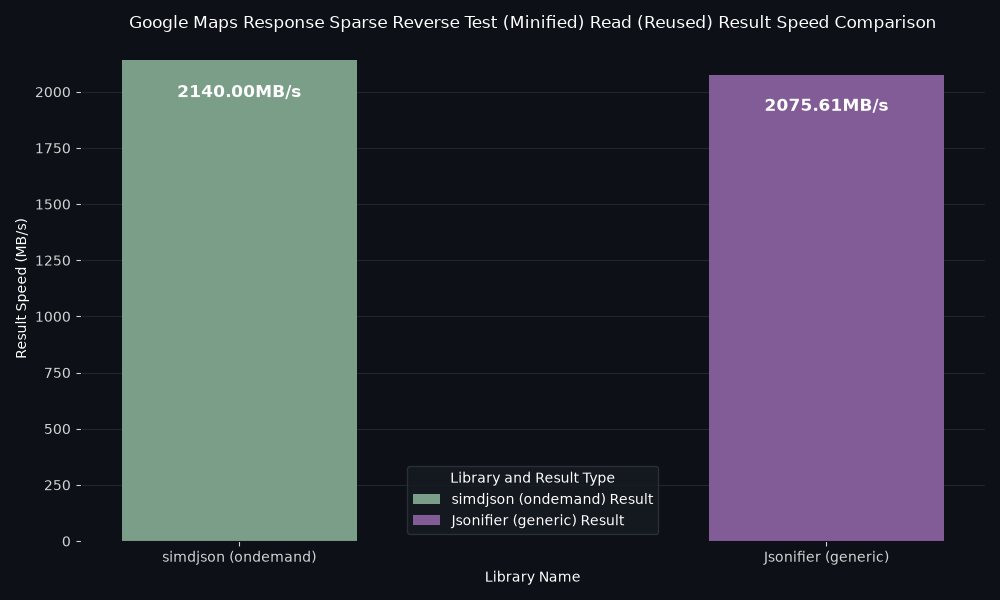 Google Maps Response Sparse Reverse Test (Minified) Read (Reused) Result Speed Comparison
2140.00MB/s
2075.61MB/s
2000
1750
1500
1250
1000
750
500
250
0
Result Speed (MB/s)
Library and Result Type
simdjson (ondemand) Result
Jsonifier (generic) Result
simdjson (ondemand)
Jsonifier (generic)
Library Name